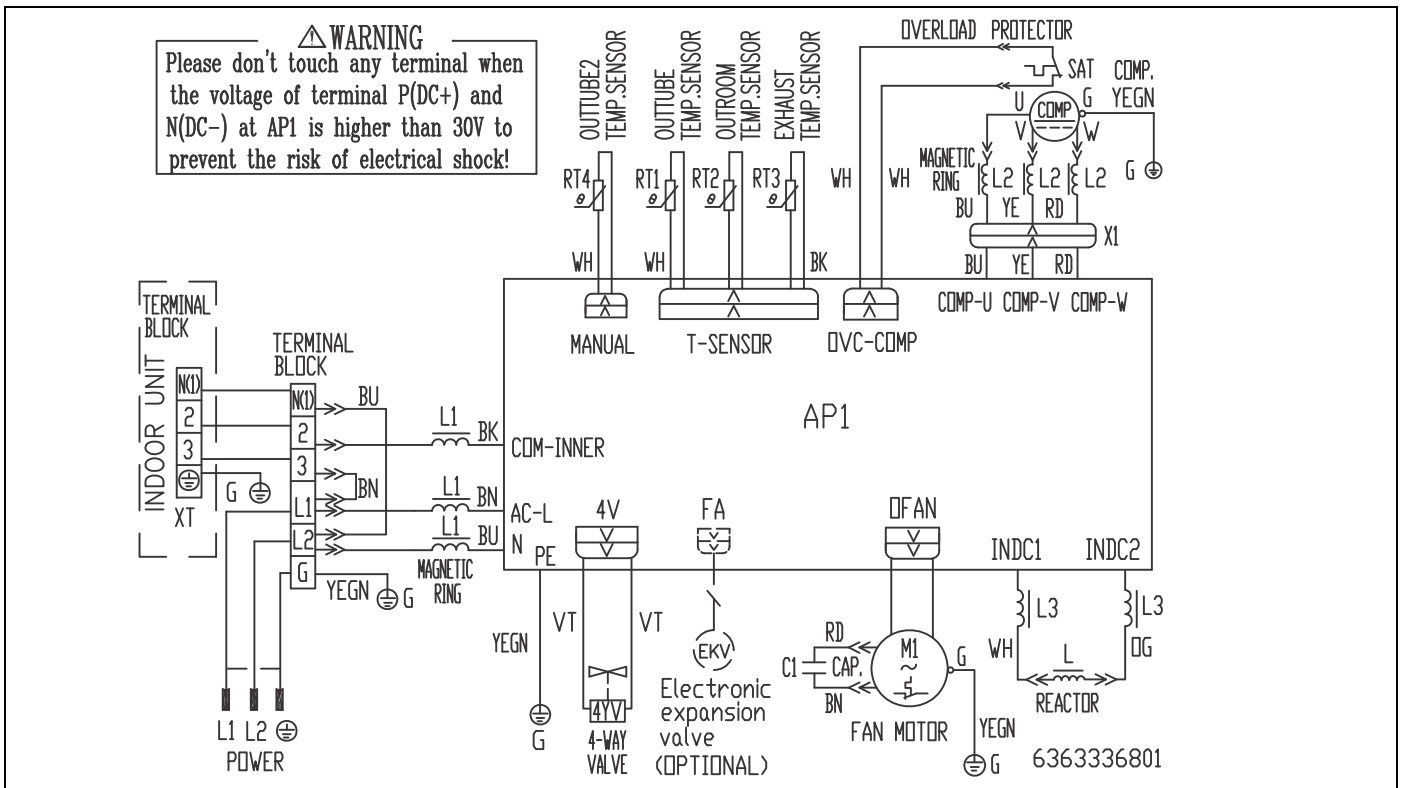 ⚠ WARNING
Please don't touch any terminal when
the voltage of terminal P(DC+) and
N(DC-) at AP1 is higher than 30V to
prevent the risk of electrical shock!
OUTTUBE2
TEMP.SENSOR
OUTTUBE
TEMP.SENSOR
OUTROOM
TEMP.SENSOR
EXHAUST
TEMP.SENSOR
RT4
θ
RT1
θ
RT2
θ
RT3
θ
WH
WH
BK
MANUAL
T-SENSOR
OVC-COMP
OVERLOAD PROTECTOR
SAT
COMP.
YEGN
G
U
COMP
V
W
WH
WH
MAGNETIC
RING
L2
L2
L2
G
BU
YE
RD
X1
BU
YE
RD
COMP-U
COMP-V
COMP-W
TERMINAL
BLOCK
INDOOR UNIT
N(1)
2
3
G
XT
TERMINAL
BLOCK
N(1)
2
3
L1
L2
G
BU
BN
YEGN
G
L1
BK
COM-INNER
L1
BN
AC-L
L1
BU
N
MAGNETIC
RING
PE
AP1
4V
FA
OFAN
INDC1
INDC2
L1
L2
POWER
YEGN
G
VT
VT
4YV
4-WAY
VALVE
EKV
Electronic
expansion
valve
(OPTIONAL)
C1
RD
CAP.
BN
M1
~
G
FAN MOTOR
YEGN
G
L3
L3
WH
OG
L
REACTOR
6363336801